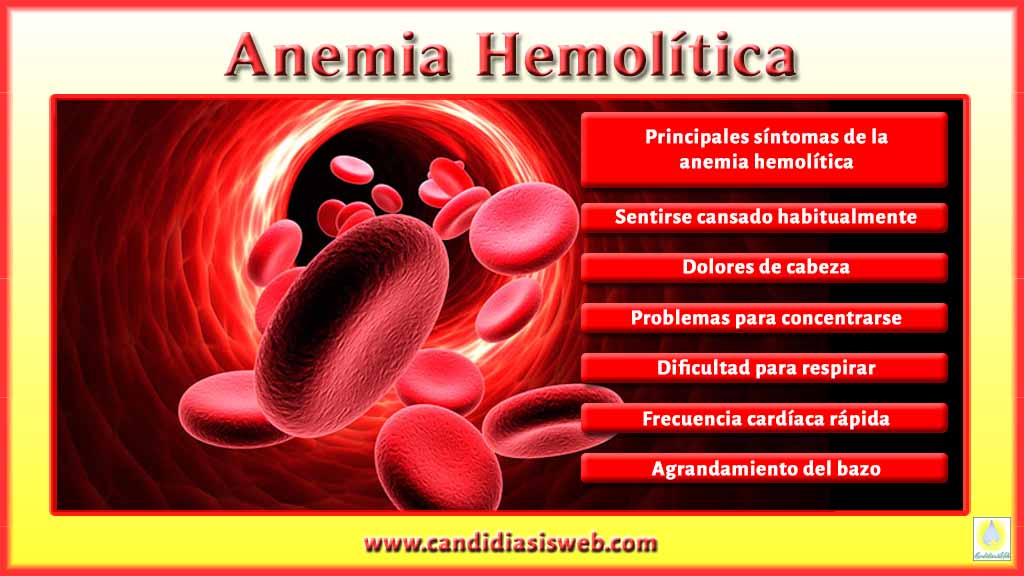 Anemia Hemolítica
Principales síntomas de la
anemia hemolítica
Sentirse cansado habitualmente
Dolores de cabeza
Problemas para concentrarse
Dificultad para respirar
Frecuencia cardíaca rápida
Agrandamiento del bazo
www.candidiasisweb.com